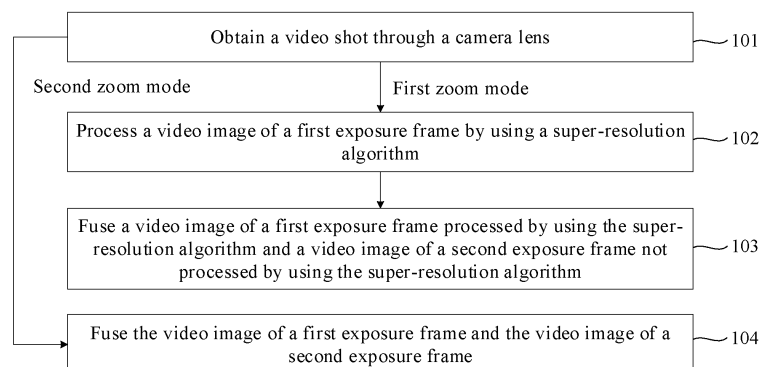 Obtain a video shot through a camera lens
101
Second zoom mode
First zoom mode
Process a video image of a first exposure frame by using a super-resolution
algorithm
102
Fuse a video image of a first exposure frame processed by using the super-
resolution algorithm and a video image of a second exposure frame not
processed by using the super-resolution algorithm
103
Fuse the video image of a first exposure frame and the video image of a
second exposure frame
104